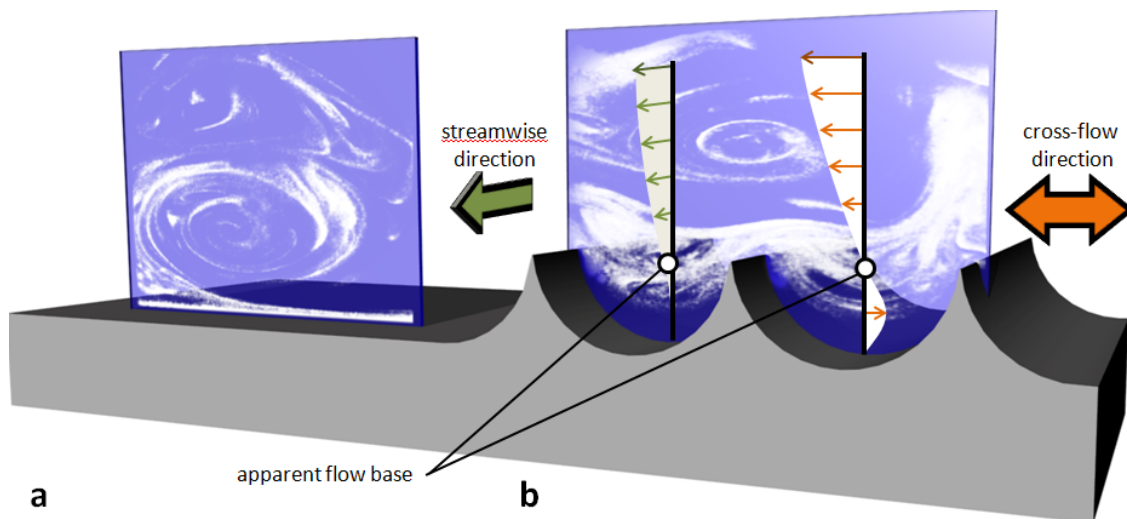 streamwise
direction
cross-flow
direction
apparent flow base
a
b